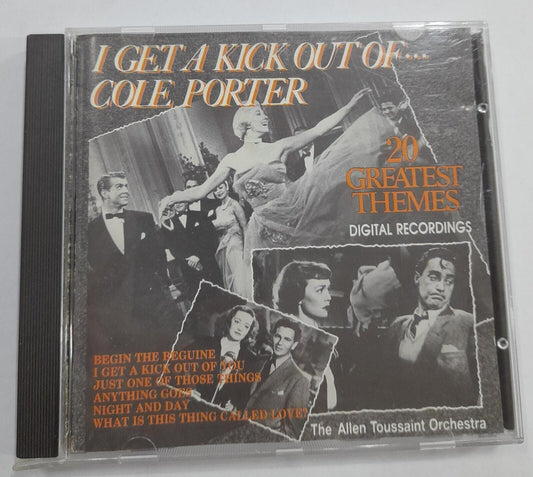 I GET A KICK OUT OF...
COLE PORTER
20
GREATEST
THEMES
DIGITAL RECORDINGS
BEGIN THE BEGUINE
I GET A KICK OUT OF YOU
JUST ONE OF THOSE THINGS
ANYTHING GOES
NIGHT AND DAY
WHAT IS THIS THING CALLED LOVE?
The Allen Toussaint Orchestra